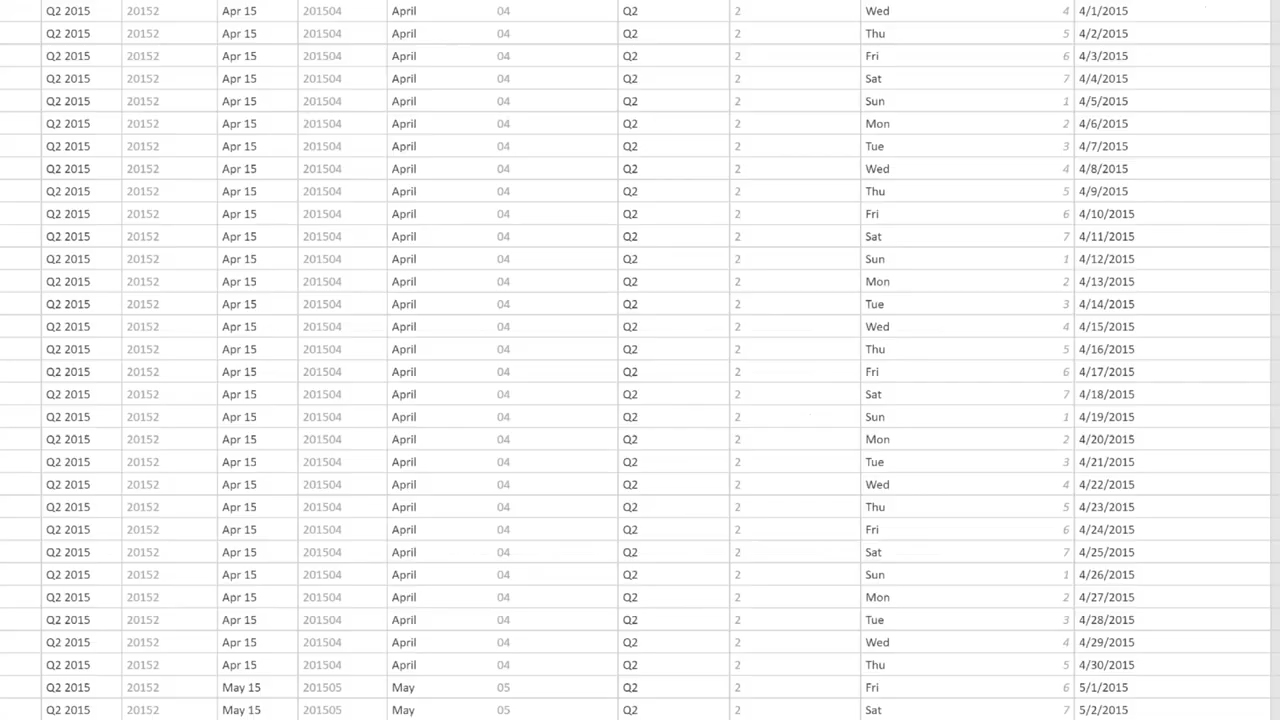 Q2 2015 20152 Apr 15 201504 April 04 Q2 2 Wed 4 4/1/2015
Q2 2015 20152 Apr 15 201504 April 04 Q2 2 Thu 5 4/2/2015
Q2 2015 20152 Apr 15 201504 April 04 Q2 2 Fri 6 4/3/2015
Q2 2015 20152 Apr 15 201504 April 04 Q2 2 Sat 7 4/4/2015
Q2 2015 20152 Apr 15 201504 April 04 Q2 2 Sun 1 4/5/2015
Q2 2015 20152 Apr 15 201504 April 04 Q2 2 Mon 2 4/6/2015
Q2 2015 20152 Apr 15 201504 April 04 Q2 2 Tue 3 4/7/2015
Q2 2015 20152 Apr 15 201504 April 04 Q2 2 Wed 4 4/8/2015
Q2 2015 20152 Apr 15 201504 April 04 Q2 2 Thu 5 4/9/2015
Q2 2015 20152 Apr 15 201504 April 04 Q2 2 Fri 6 4/10/2015
Q2 2015 20152 Apr 15 201504 April 04 Q2 2 Sat 7 4/11/2015
Q2 2015 20152 Apr 15 201504 April 04 Q2 2 Sun 1 4/12/2015
Q2 2015 20152 Apr 15 201504 April 04 Q2 2 Mon 2 4/13/2015
Q2 2015 20152 Apr 15 201504 April 04 Q2 2 Tue 3 4/14/2015
Q2 2015 20152 Apr 15 201504 April 04 Q2 2 Wed 4 4/15/2015
Q2 2015 20152 Apr 15 201504 April 04 Q2 2 Thu 5 4/16/2015
Q2 2015 20152 Apr 15 201504 April 04 Q2 2 Fri 6 4/17/2015
Q2 2015 20152 Apr 15 201504 April 04 Q2 2 Sat 7 4/18/2015
Q2 2015 20152 Apr 15 201504 April 04 Q2 2 Sun 1 4/19/2015
Q2 2015 20152 Apr 15 201504 April 04 Q2 2 Mon 2 4/20/2015
Q2 2015 20152 Apr 15 201504 April 04 Q2 2 Tue 3 4/21/2015
Q2 2015 20152 Apr 15 201504 April 04 Q2 2 Wed 4 4/22/2015
Q2 2015 20152 Apr 15 201504 April 04 Q2 2 Thu 5 4/23/2015
Q2 2015 20152 Apr 15 201504 April 04 Q2 2 Fri 6 4/24/2015
Q2 2015 20152 Apr 15 201504 April 04 Q2 2 Sat 7 4/25/2015
Q2 2015 20152 Apr 15 201504 April 04 Q2 2 Sun 1 4/26/2015
Q2 2015 20152 Apr 15 201504 April 04 Q2 2 Mon 2 4/27/2015
Q2 2015 20152 Apr 15 201504 April 04 Q2 2 Tue 3 4/28/2015
Q2 2015 20152 Apr 15 201504 April 04 Q2 2 Wed 4 4/29/2015
Q2 2015 20152 Apr 15 201504 April 04 Q2 2 Thu 5 4/30/2015
Q2 2015 20152 May 15 201505 May 05 Q2 2 Fri 6 5/1/2015
Q2 2015 20152 May 15 201505 May 05 Q2 2 Sat 7 5/2/2015